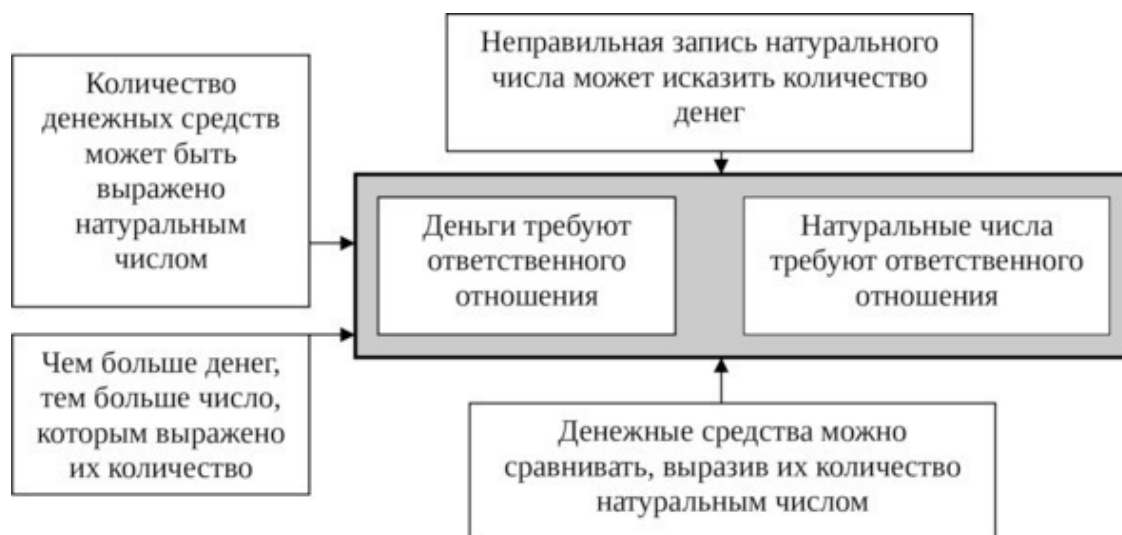 Количество
денежных средств
может быть
выражено
натуральным
числом
Неправильная запись натурального
числа может исказить количество
денег
Деньги требуют
ответственного
отношения
Натуральные числа
требуют ответственного
отношения
Чем больше денег,
тем больше число,
которым выражено
их количество
Денежные средства можно
сравнивать, выразив их количество
натуральным числом